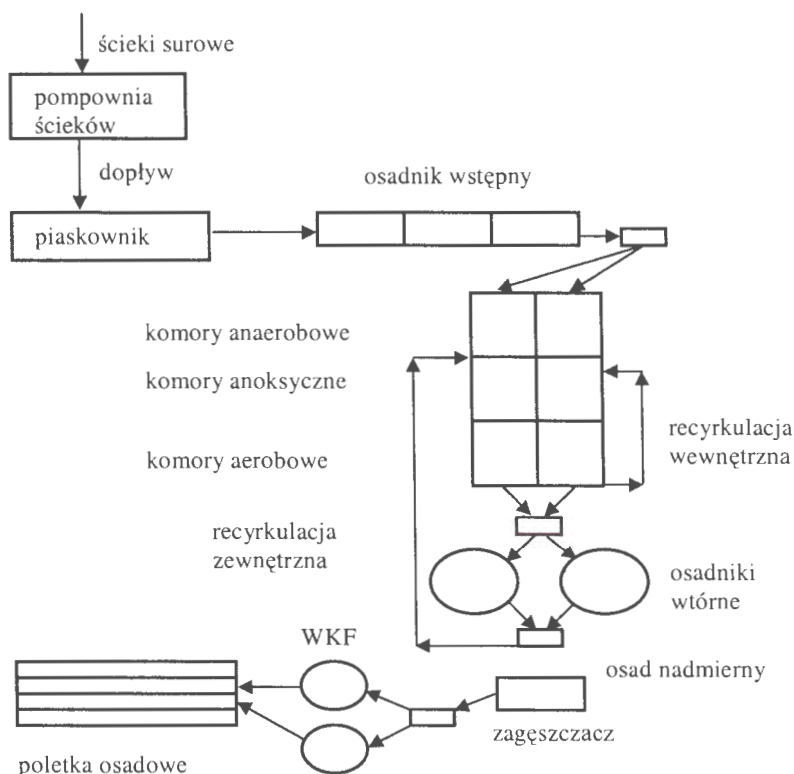 ścieki surowe
pompownia
ścieków
dopływ
osadnik wstępny
piaskownik
komory anaerobowe
komory anoksyczne
recyrkulacja
wewnętrzna
komory aerobowe
recyrkulacja
zewnętrzna
osadniki
wtórne
WKF
osad nadmierny
zagęszczacz
poletka osadowe